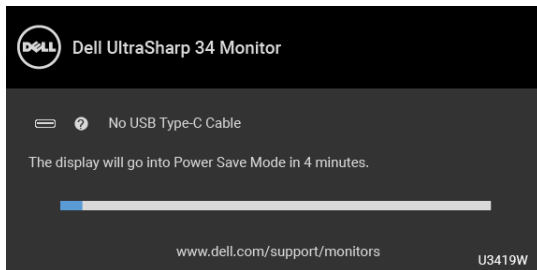 DELL
Dell UltraSharp 34 Monitor
? No USB Type-C Cable
The display will go into Power Save Mode in 4 minutes.
www.dell.com/support/monitors
U3419W